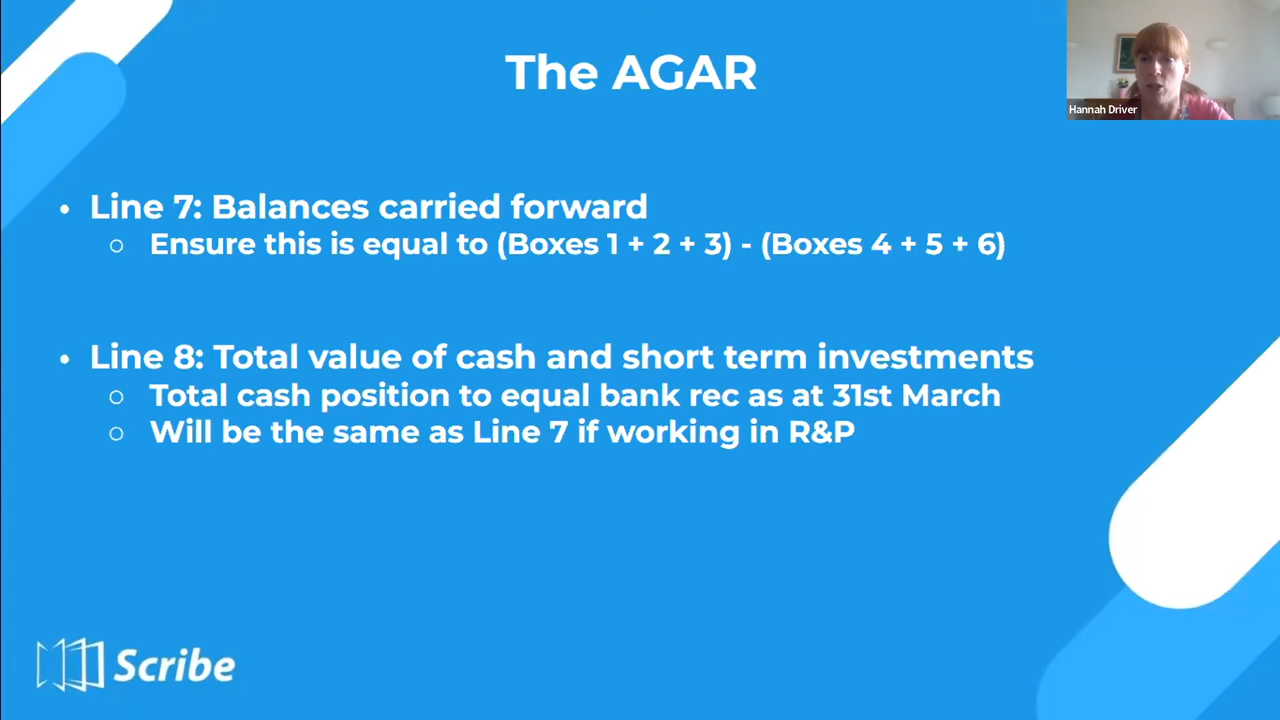 The AGAR
Hannah Driver
• Line 7: Balances carried forward
○ Ensure this is equal to (Boxes 1 + 2 + 3) - (Boxes 4 + 5 + 6)
• Line 8: Total value of cash and short term investments
○ Total cash position to equal bank rec as at 31st March
○ Will be the same as Line 7 if working in R&P
Scribe